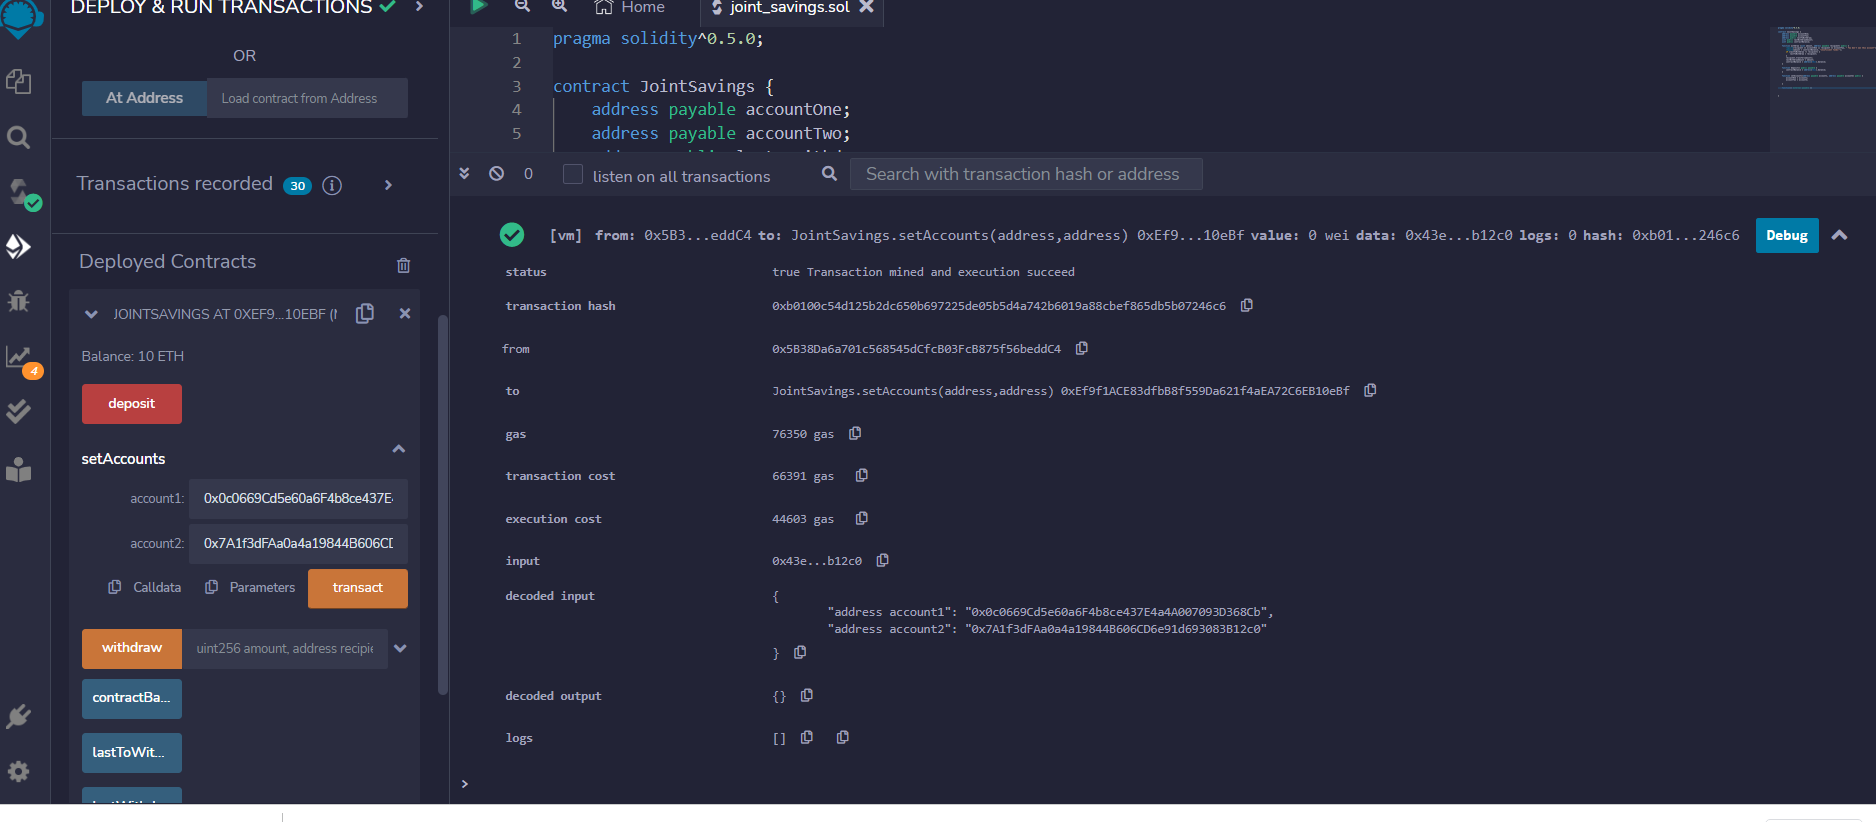 DEPLOY & RUN TRANSACTIONS
OR
At Address
Load contract from Address
Transactions recorded 30
Deployed Contracts
JOINTSAVINGS AT 0XEF9...10EBF
Balance: 10 ETH
deposit
setAccounts
account1: 0x0c0669Cd5e60a6F4b8ce437E
account2: 0x7A1f3dFAa0a4a19844B606CD
Calldata
Parameters
transact
withdraw
uint256 amount, address recipie
contractBa...
lastToWit...
4
Home
joint_savings.sol
1 pragma solidity^0.5.0;
2
3 contract JointSavings {
4 address payable accountOne;
5 address payable accountTwo;
0
listen on all transactions
Search with transaction hash or address
[vm] from: 0x5B3...eddC4 to: JointSavings.setAccounts(address,address) 0xEf9...10eBf value: 0 wei data: 0x43e...b12c0 logs: 0 hash: 0xb01...246c6
Debug
status true Transaction mined and execution succeed
transaction hash 0xb0100c54d125b2dc650b697225de05b5d4a742b6019a88cbef865db5b07246c6
from 0x5B38Da6a701c568545dCfcB03FcB875f56beddC4
to JointSavings.setAccounts(address,address) 0xEf9f1ACE83dfbB8f559Da621f4aEA72C6EB10eBf
gas 76350 gas
transaction cost 66391 gas
execution cost 44603 gas
input 0x43e...b12c0
decoded input {
"address account1": "0x0c0669Cd5e60a6F4b8ce437E4a4A007093D368Cb",
"address account2": "0x7A1f3dFAa0a4a19844B606CD6e91d693083B12c0"
}
decoded output {}
logs []
>